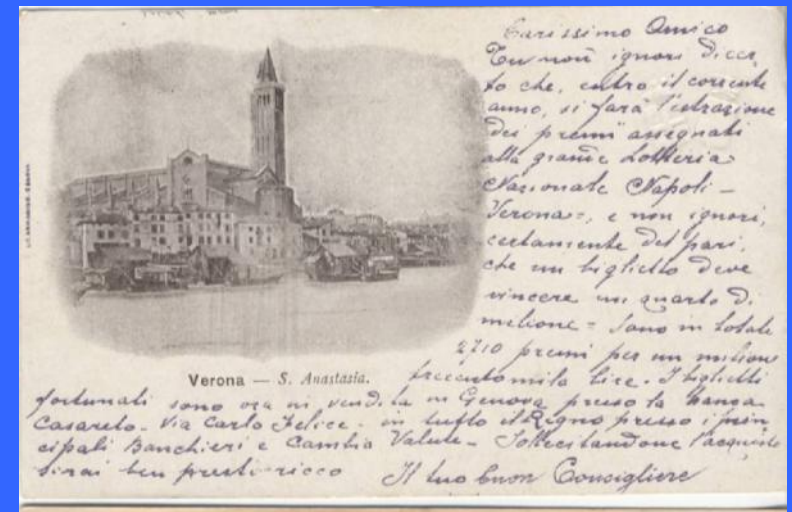 Carissimo Amico
Tu non ignori di cer
to che, entro il corrente
anno, si farà l'estrazione
dei premi assegnati
alla grande Lotteria
Nazionale Napoli -
Verona =, e non ignori,
certamente del pari,
che un biglietto deve
vincere un quarto di
milione = Sono in totale
2710 premi per un milione
Verona — S. Anastasia.
trecentomila lire. I biglietti
fortunati sono ora in vendita in Genova presso la Banca
Casareto - Via Carlo Felice - in tutto il Regno presso i prin
cipali Banchieri e Cambia Valute - Sollecitandone l'acquisto
sarai ben presto ricco Il tuo buon Consigliere